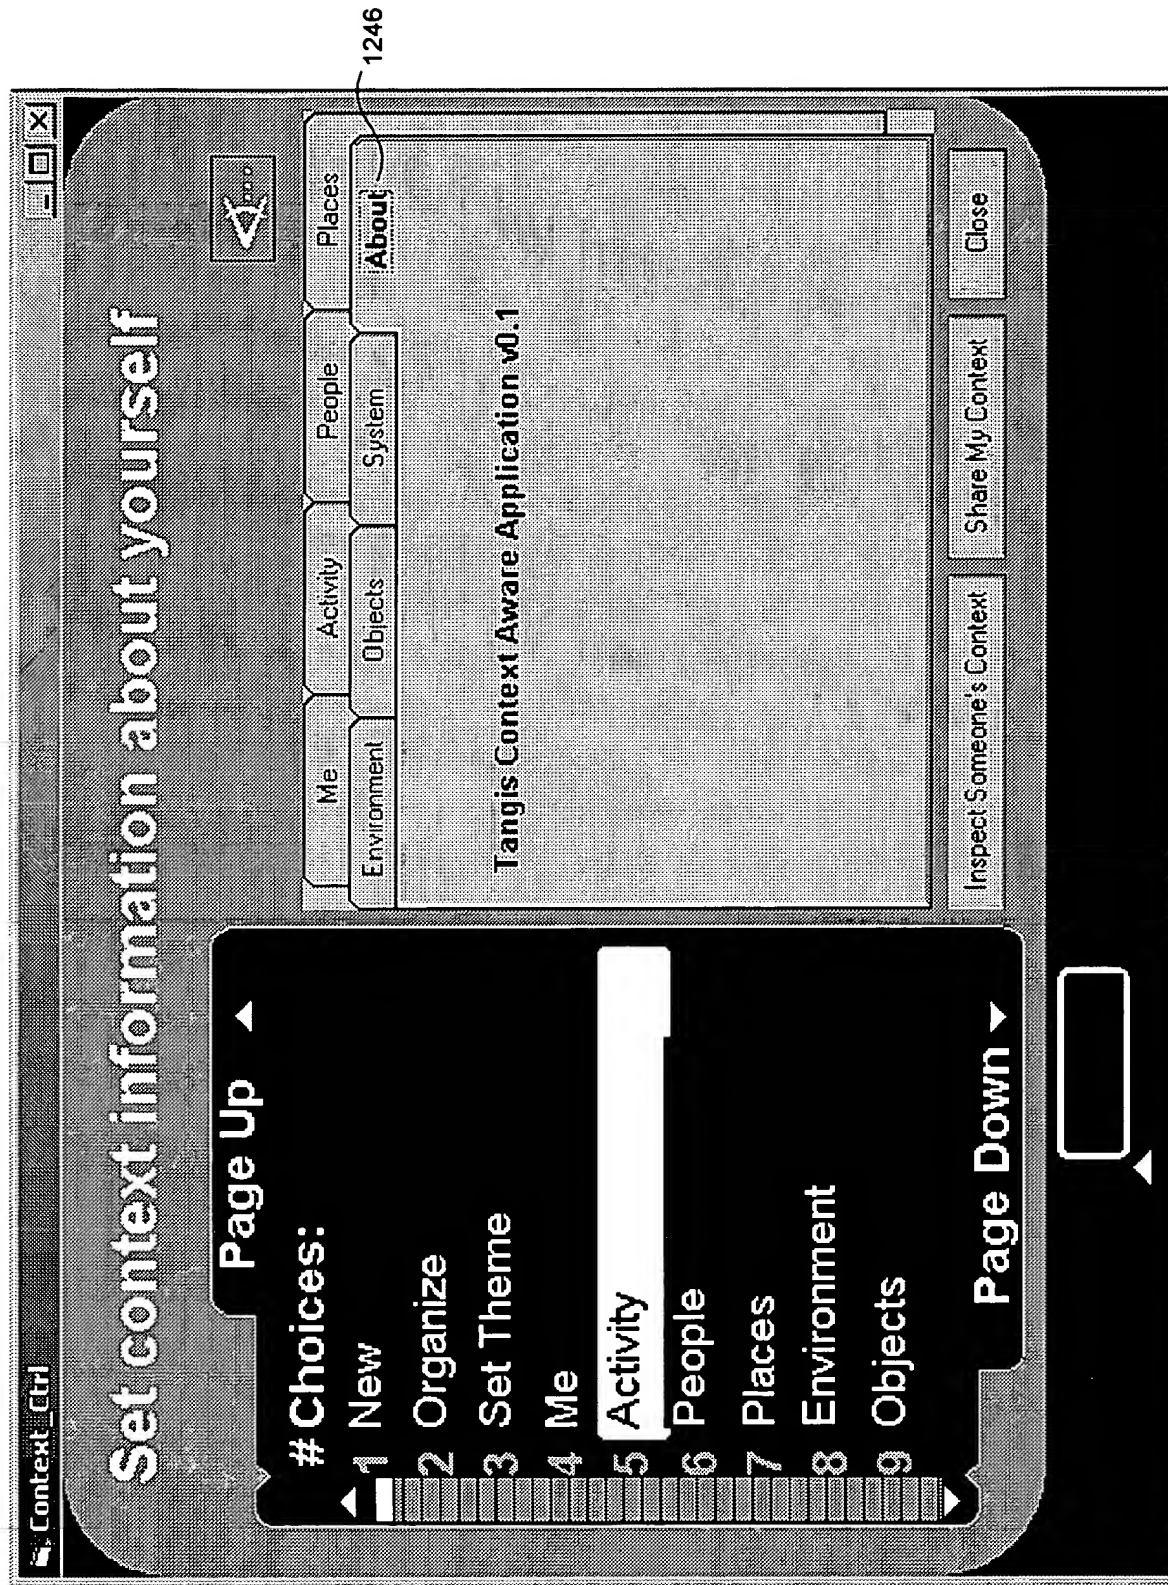 Context_Ctrl
Set context information about yourself
Page Up
# Choices:
1 New
2 Organize
3 Set Theme
4 Me
5 Activity
6 People
7 Places
8 Environment
9 Objects
Page Down
Me Activity People Places
Environment Objects System About
Tangis Context Aware Application v0.1
Inspect Someone's Context Share My Context Close
1246